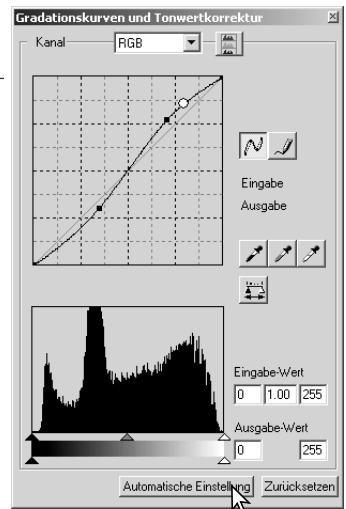 Gradationskurven und Tonwertkorrektur
Kanal RGB
Eingabe
Ausgabe
Eingabe-Wert
0 1.00 255
Ausgabe-Wert
0 255
Automatische Einstellung Zurücksetzen